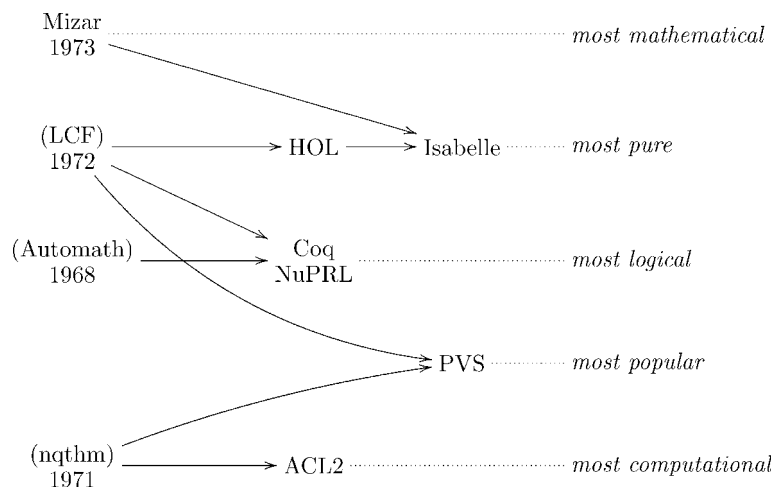 Mizar
1973
most mathematical
(LCF)
1972
HOL
Isabelle
most pure
(Automath)
1968
Coq
NuPRL
most logical
PVS
most popular
(nqthm)
1971
ACL2
most computational